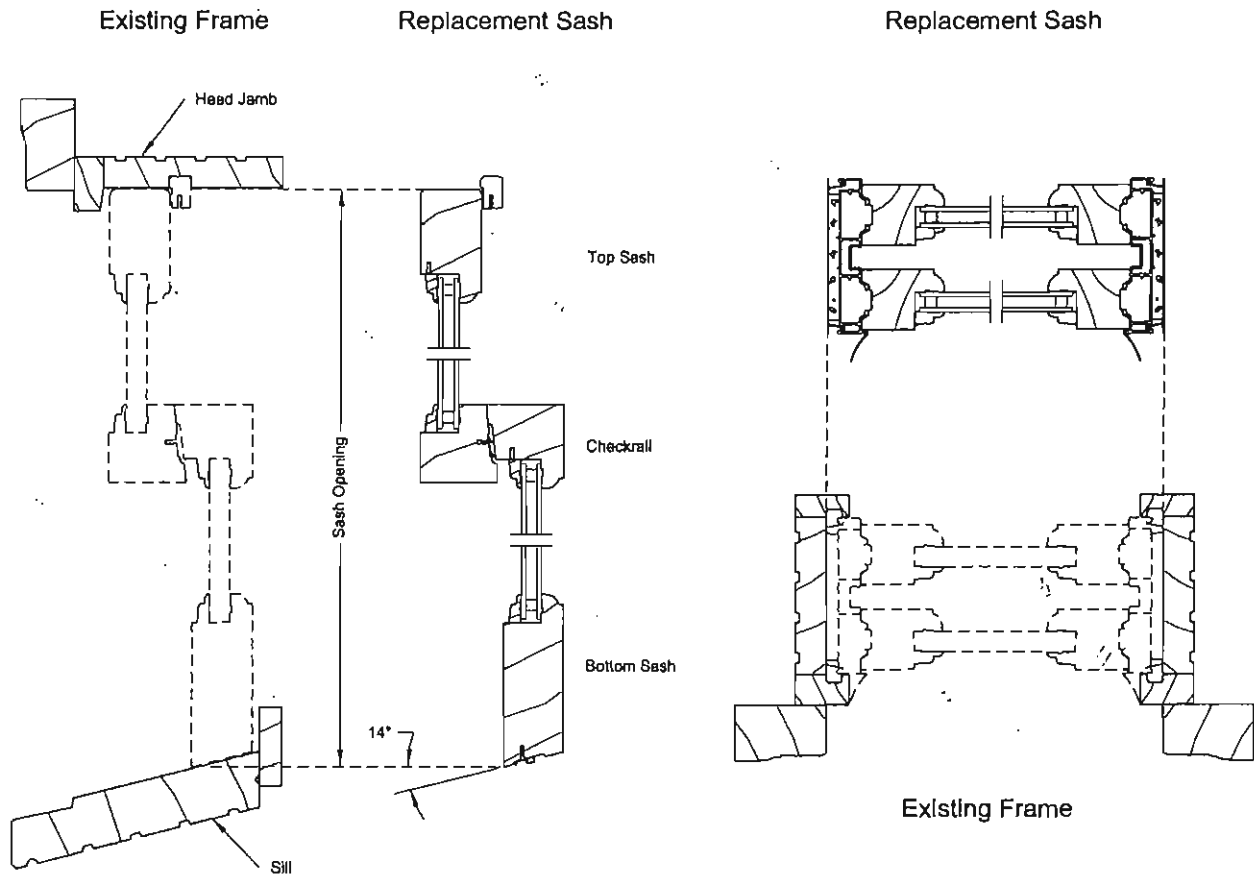 Existing Frame
Replacement Sash
Replacement Sash
Head Jamb
Top Sash
Checkrail
Sash Opening
Bottom Sash
14°
Existing Frame
Sill